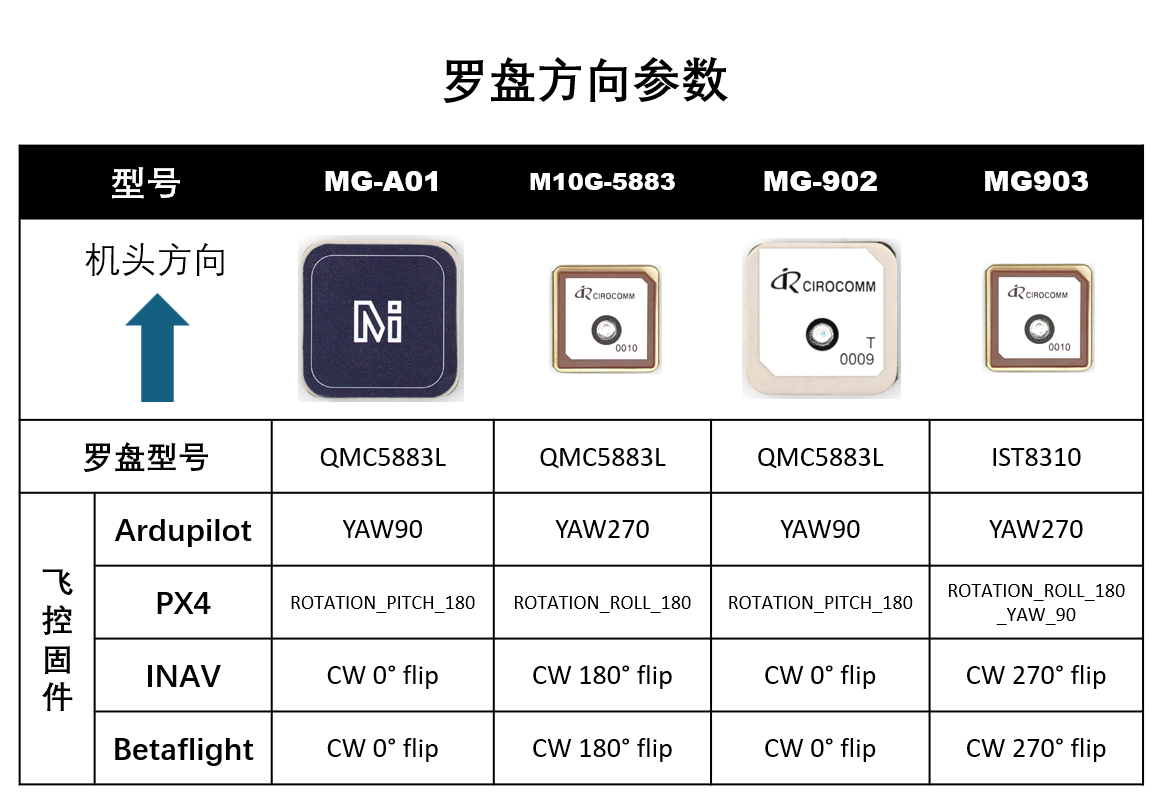 罗盘方向参数
型号 MG-A01 M10G-5883 MG-902 MG903
机头方向
CIROCOMM
0010
CIROCOMM
T
0009
CIROCOMM
0010
罗盘型号 QMC5883L QMC5883L QMC5883L IST8310
飞控固件
Ardupilot YAW90 YAW270 YAW90 YAW270
PX4 ROTATION_PITCH_180 ROTATION_ROLL_180 ROTATION_PITCH_180 ROTATION_ROLL_180
_YAW_90
INAV CW 0° flip CW 180° flip CW 0° flip CW 270° flip
Betaflight CW 0° flip CW 180° flip CW 0° flip CW 270° flip